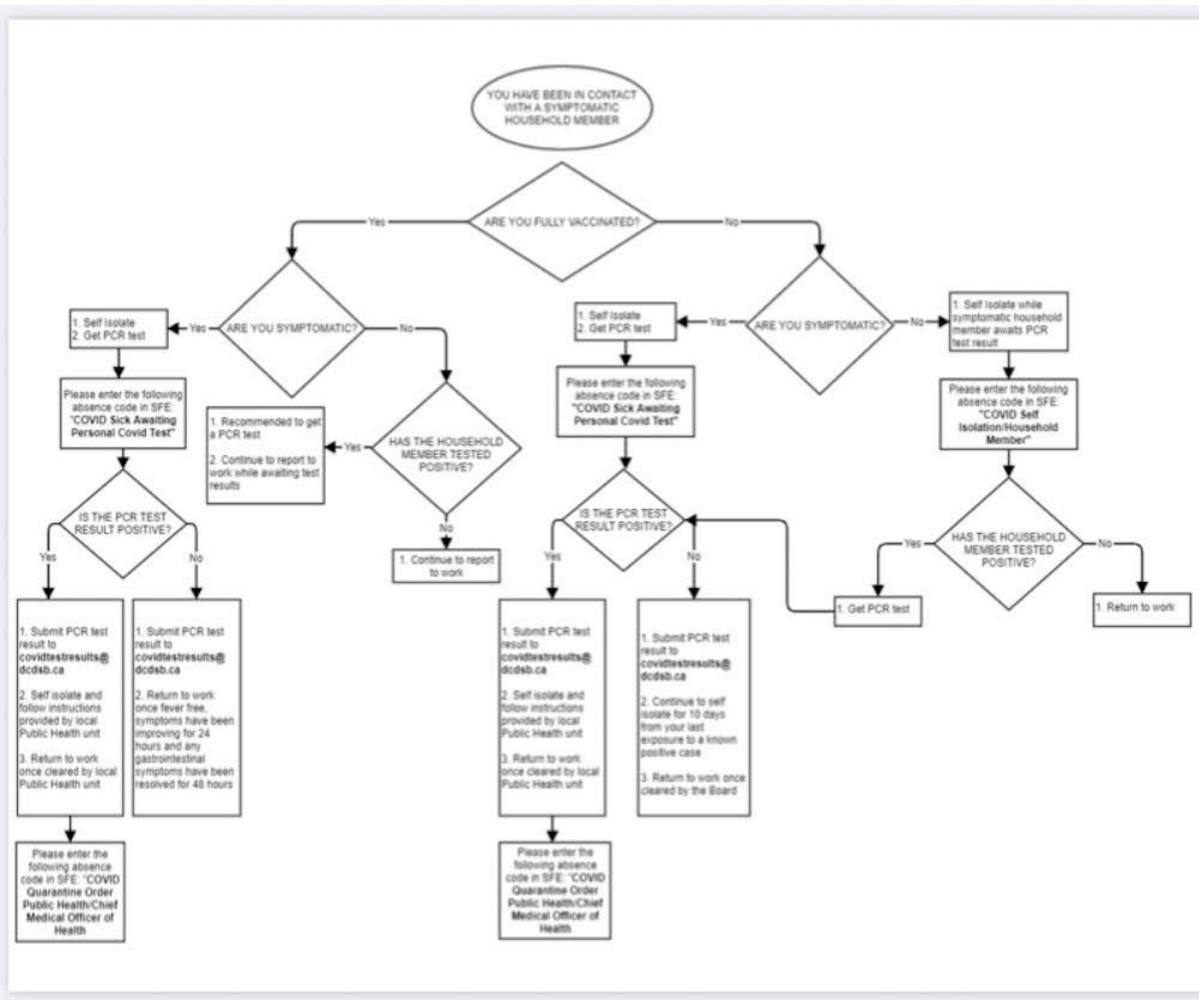 YOU HAVE BEEN IN CONTACT
WITH A SYMPTOMATIC
HOUSEHOLD MEMBER
ARE YOU FULLY VACCINATED?
Yes
No
ARE YOU SYMPTOMATIC?
Yes
No
1. Self Isolate
2. Get PCR test
Please enter the following
absence code in SFE:
"COVID Sick Awaiting
Personal Covid Test"
IS THE PCR TEST
RESULT POSITIVE?
Yes
No
1. Submit PCR test
result to
covidtestresults@
dcdsb.ca
2. Self isolate and
follow instructions
provided by local
Public Health unit
3. Return to work
once cleared by local
Public Health unit
Please enter the
following absence
code in SFE: "COVID
Quarantine Order
Public Health/Chief
Medical Officer of
Health
1. Submit PCR test
result to
covidtestresults@
dcdsb.ca
2. Return to work
once fever free,
symptoms have been
improving for 24
hours and any
gastrointestinal
symptoms have been
resolved for 48 hours
HAS THE HOUSEHOLD
MEMBER TESTED
POSITIVE?
Yes
No
1. Recommended to get
a PCR test
2. Continue to report to
work while awaiting test
results
1. Continue to report
to work
ARE YOU SYMPTOMATIC?
Yes
No
1. Self Isolate
2. Get PCR test
Please enter the following
absence code in SFE:
"COVID Sick Awaiting
Personal Covid Test"
IS THE PCR TEST
RESULT POSITIVE?
Yes
No
1. Submit PCR test
result to
covidtestresults@
dcdsb.ca
2. Self isolate and
follow instructions
provided by local
Public Health unit
3. Return to work
once cleared by local
Public Health unit
Please enter the
following absence
code in SFE: "COVID
Quarantine Order
Public Health/Chief
Medical Officer of
Health
1. Submit PCR test
result to
covidtestresults@
dcdsb.ca
2. Continue to self
isolate for 10 days
from your last
exposure to a known
positive case
3. Return to work once
cleared by the Board
1. Self Isolate while
symptomatic household
member awaits PCR
test result
Please enter the following
absence code in SFE:
"COVID Self
Isolation/Household
Member"
HAS THE HOUSEHOLD
MEMBER TESTED
POSITIVE?
Yes
No
1. Get PCR test
1. Return to work